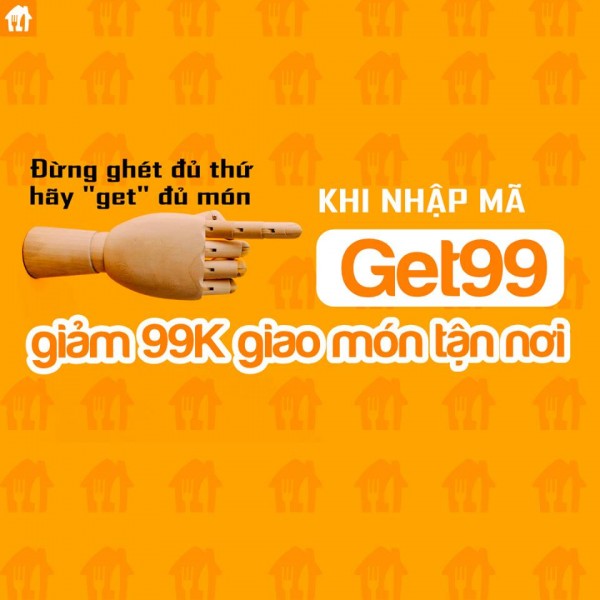 Đừng ghét đủ thứ
hãy "get" đủ món
KHI NHẬP MÃ
Get99
giảm 99K giao món tận nơi